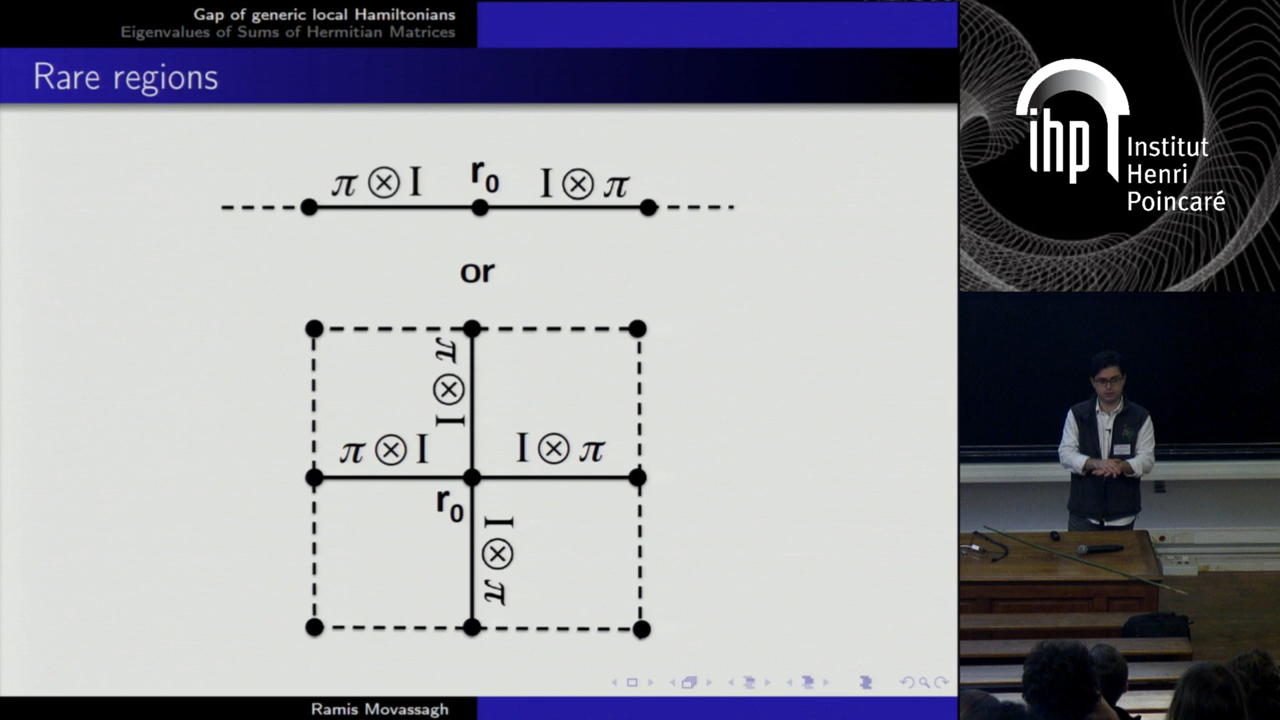 Gap of generic local Hamiltonians
Eigenvalues of Sums of Hermitian Matrices
Rare regions
π ⊗ I
r₀
I ⊗ π
or
π ⊗ I
π ⊗ I
I ⊗ π
r₀
I ⊗ π
Ramis Movassagh
ihp
Institut
Henri
Poincaré